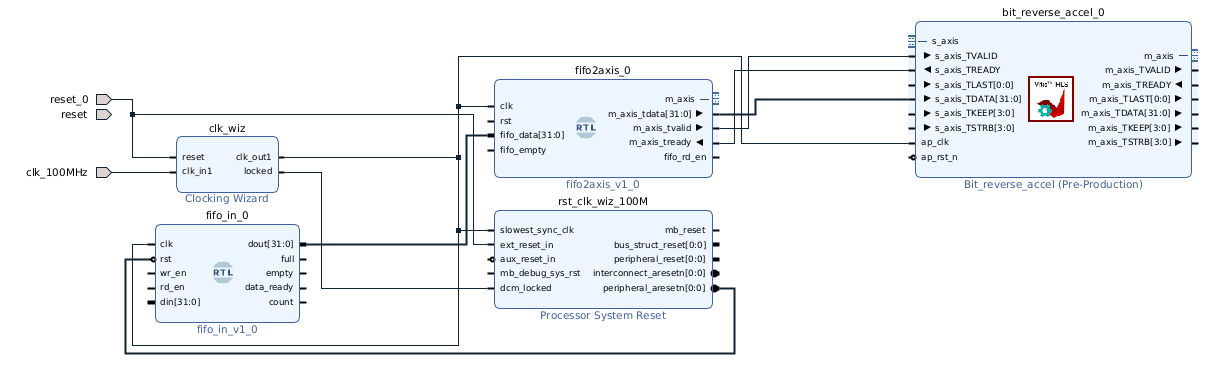 bit_reverse_accel_0
s_axis
s_axis_TVALID
s_axis_TREADY
s_axis_TLAST[0:0]
s_axis_TDATA[31:0]
s_axis_TKEEP[3:0]
s_axis_TSTRB[3:0]
ap_clk
ap_rst_n
m_axis
m_axis_TVALID
m_axis_TREADY
m_axis_TLAST[0:0]
m_axis_TDATA[31:0]
m_axis_TKEEP[3:0]
m_axis_TSTRB[3:0]
HLS
Bit_reverse_accel (Pre-Production)
fifo2axis_0
clk
rst
fifo_data[31:0]
fifo_empty
RTL
m_axis
m_axis_tdata[31:0]
m_axis_tvalid
m_axis_tready
fifo_rd_en
fifo2axis_v1_0
reset_0
reset
clk_100MHz
clk_wiz
reset
clk_in1
clk_out1
locked
Clocking Wizard
fifo_in_0
clk
rst
wr_en
rd_en
din[31:0]
RTL
dout[31:0]
full
empty
data_ready
count
fifo_in_v1_0
rst_clk_wiz_100M
slowest_sync_clk
ext_reset_in
aux_reset_in
mb_debug_sys_rst
dcm_locked
mb_reset
bus_struct_reset[0:0]
peripheral_reset[0:0]
interconnect_aresetn[0:0]
peripheral_aresetn[0:0]
Processor System Reset